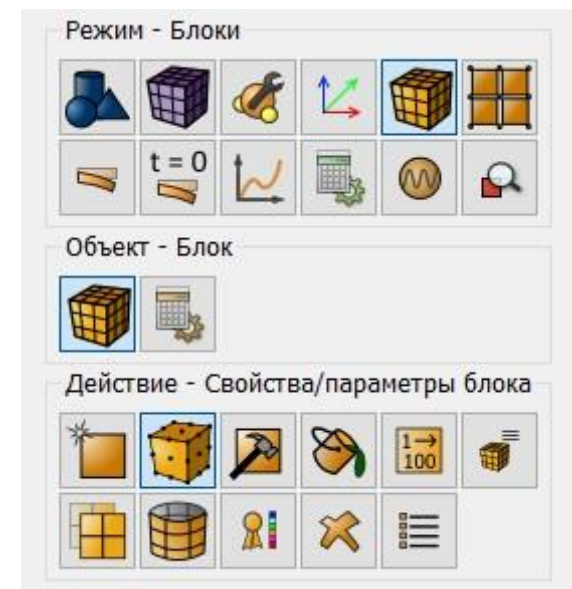 Режим - Блоки
t = 0
Объект - Блок
Действие - Свойства/параметры блока
1→
100